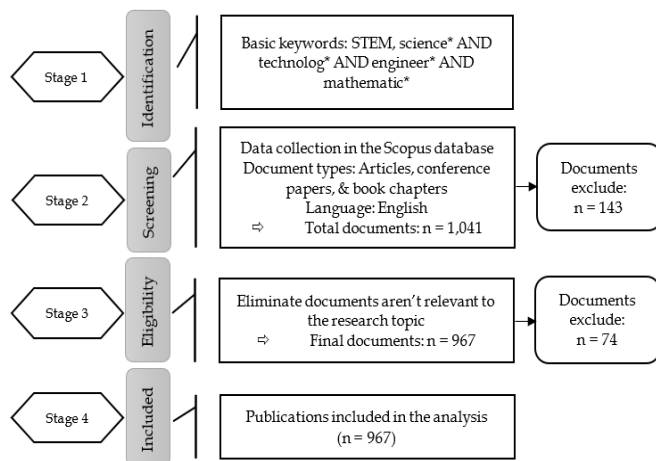 Stage 1
Identification
Basic keywords: STEM, science* AND
technolog* AND engineer* AND
mathematic*
Stage 2
Screening
Data collection in the Scopus database
Document types: Articles, conference
papers, & book chapters
Language: English
⇨ Total documents: n = 1,041
Documents
exclude:
n = 143
Stage 3
Eligibility
Eliminate documents aren’t relevant to
the research topic
⇨ Final documents: n = 967
Documents
exclude:
n = 74
Stage 4
Included
Publications included in the analysis
(n = 967)